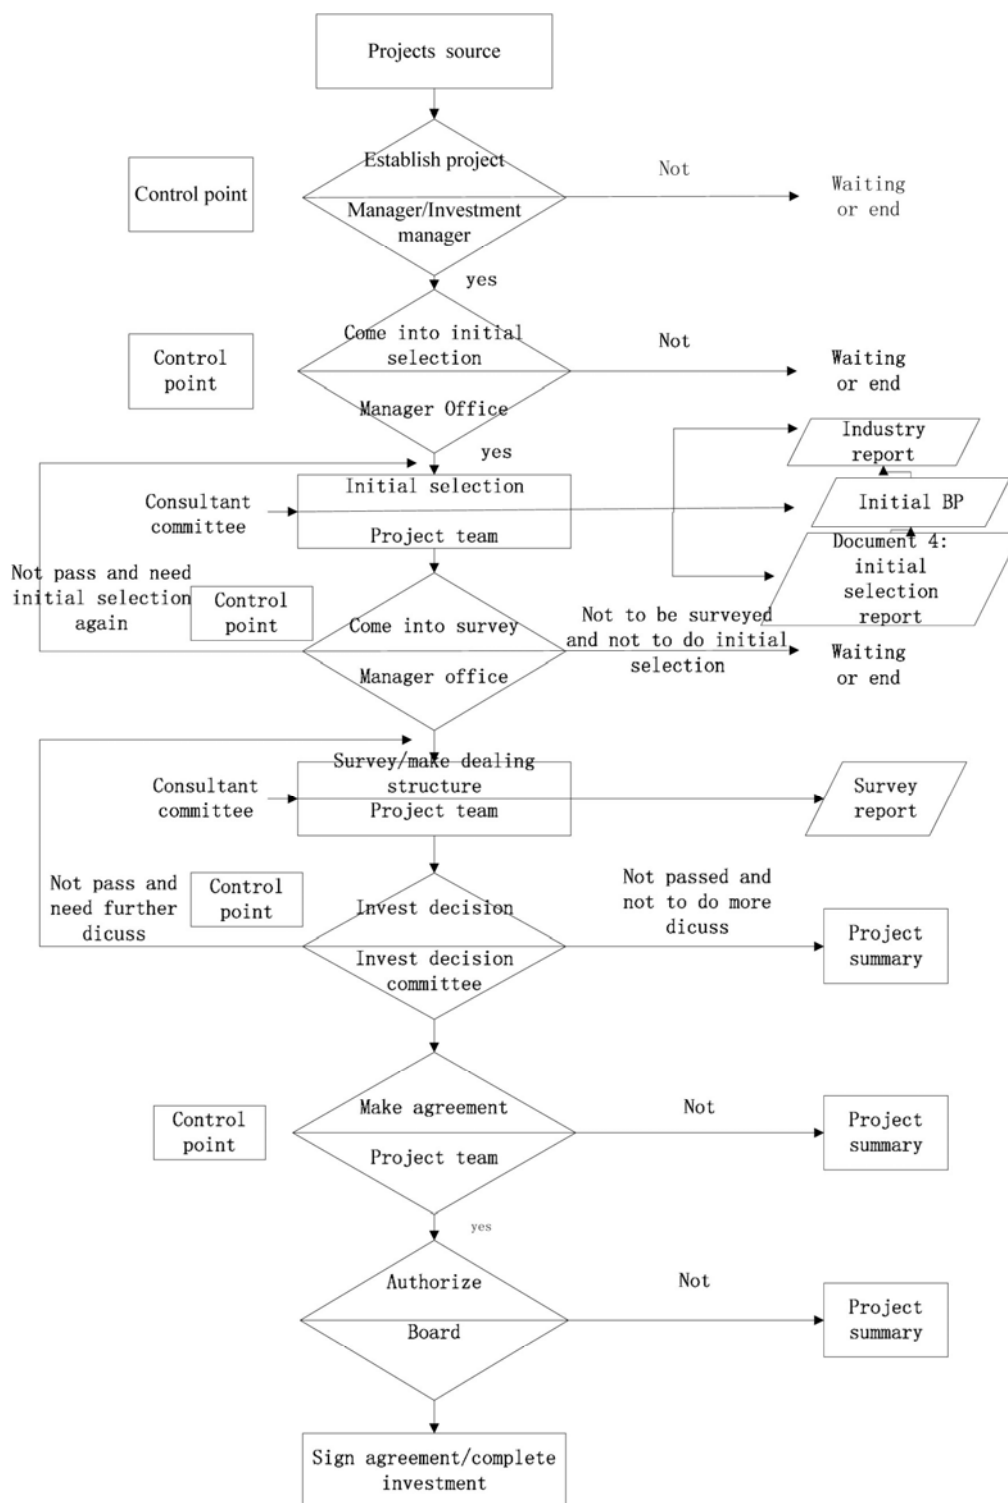 Projects source
Establish project
Not
Waiting
or end
Control point
Manager/Investment
manager
yes
Come into initial
selection
Not
Control
point
Waiting
or end
Manager Office
yes
Industry
report
Initial selection
Consultant
committee
Initial BP
Project team
Document 4:
initial
selection
report
Not pass and need
initial selection
again
Control
point
Come into survey
Not to be surveyed
and not to do initial
selection
Waiting
or end
Manager office
Survey/make dealing
structure
Project team
Consultant
committee
Survey
report
Not pass and
need further
dicuss
Control
point
Invest decision
Not passed and
not to do more
dicuss
Invest decision
committee
Project
summary
Make agreement
Not
Control
point
Project
summary
Project team
yes
Authorize
Not
Board
Project
summary
Sign agreement/complete
investment